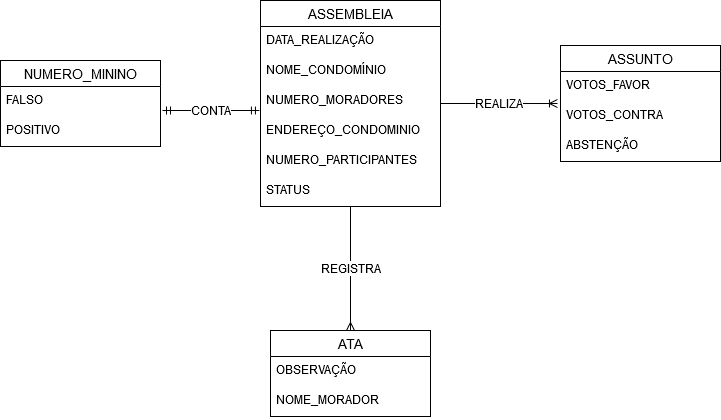 ASSEMBLEIA
DATA_REALIZAÇÃO
NOME_CONDOMÍNIO
NUMERO_MORADORES
ENDEREÇO_CONDOMINIO
NUMERO_PARTICIPANTES
STATUS
NUMERO_MININO
FALSO
POSITIVO
CONTA
REALIZA
ASSUNTO
VOTOS_FAVOR
VOTOS_CONTRA
ABSTENÇÃO
REGISTRA
ATA
OBSERVAÇÃO
NOME_MORADOR